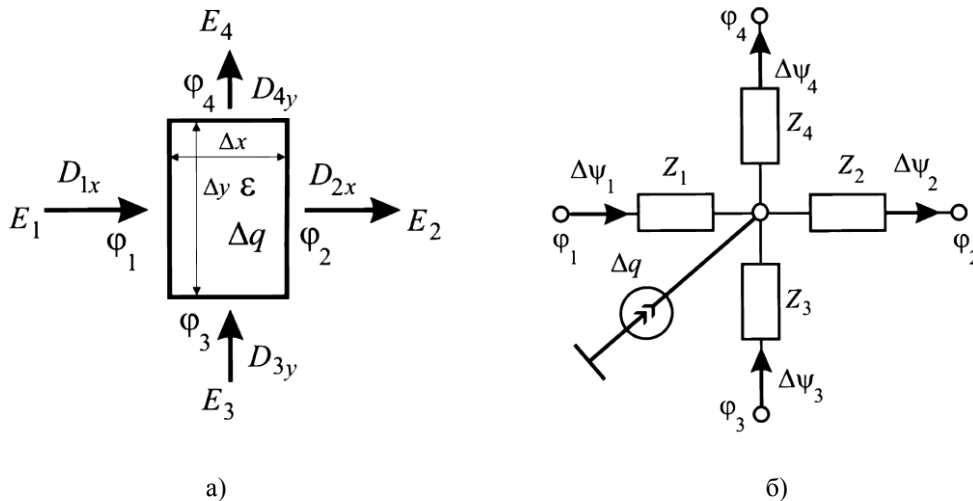 E₄
φ₄
D₄y
Δx
Δy ε
D₁ₓ
D₂ₓ
E₁
E₂
φ₁
Δq
φ₂
φ₃
D₃y
E₃
а)
φ₄
Δψ₄
Z₄
Δψ₁
Z₁
Z₂
Δψ₂
φ₁
φ₂
Δq
Z₃
Δψ₃
φ₃
б)